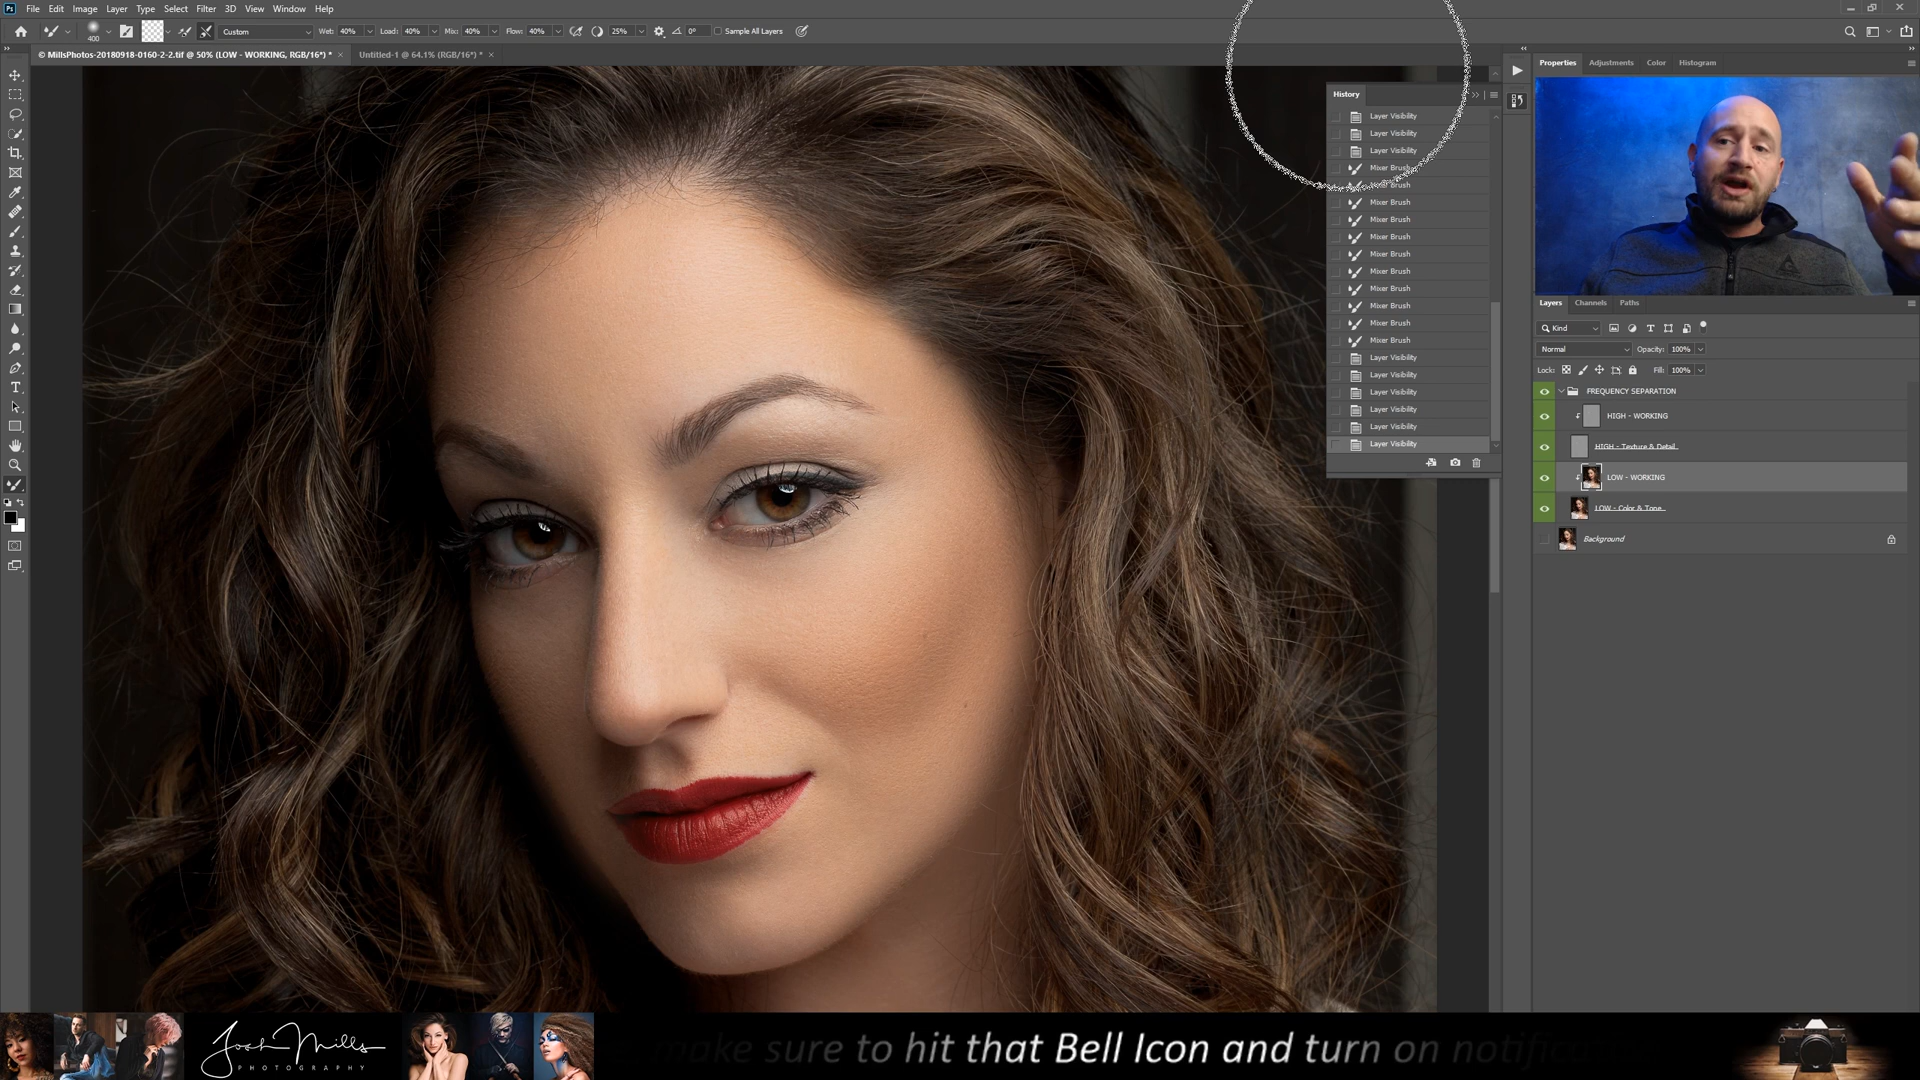 Ps File Edit Image Layer Type Select Filter 3D View Window Help
400 Custom Wet: 40% Load: 40% Mix: 40% Flow: 40% 25% 0° Sample All Layers
© MillsPhotos-20180918-0160-2-2.tif @ 50% (LOW - WORKING, RGB/16*) * × Untitled-1 @ 64.1% (RGB/16*) * ×
Properties Adjustments Color Histogram
History
Layer Visibility
Layer Visibility
Layer Visibility
Mixer Brush
Mixer Brush
Mixer Brush
Mixer Brush
Mixer Brush
Mixer Brush
Mixer Brush
Mixer Brush
Mixer Brush
Mixer Brush
Mixer Brush
Layer Visibility
Layer Visibility
Layer Visibility
Layer Visibility
Layer Visibility
Layer Visibility
Layers Channels Paths
Kind
Normal Opacity: 100%
Lock: Fill: 100%
FREQUENCY SEPARATION
HIGH - WORKING
HIGH - Texture & Detail
LOW - WORKING
LOW - Color & Tone
Background
Josh Mills
PHOTOGRAPHY
make sure to hit that Bell Icon and turn on